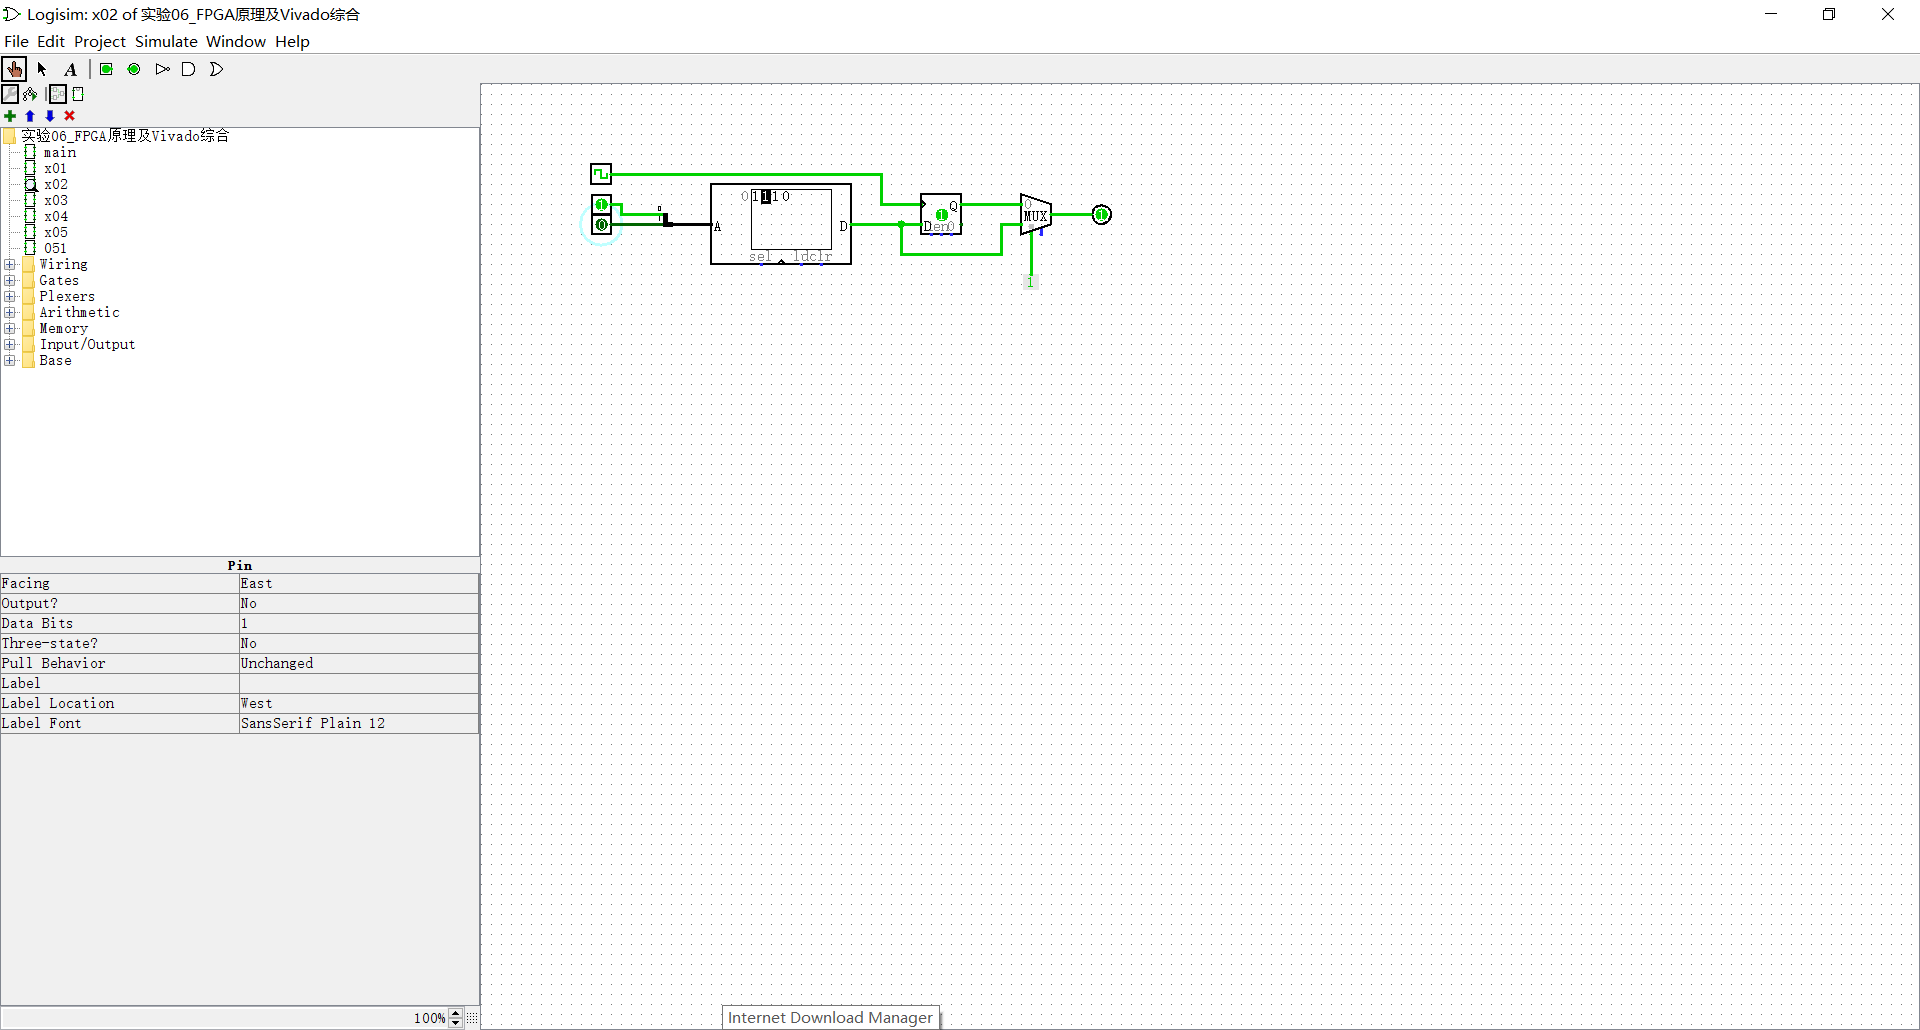 Logisim: x02 of 实验06_FPGA原理及Vivado综合
File Edit Project Simulate Window Help
A
实验06_FPGA原理及Vivado综合
main
x01
x02
x03
x04
x05
051
Wiring
Gates
Plexers
Arithmetic
Memory
Input/Output
Base
Pin
Facing East
Output? No
Data Bits 1
Three-state? No
Pull Behavior Unchanged
Label
Label Location West
Label Font SansSerif Plain 12
100%
1
0
0
A
0 1 1 1 0
D
sel ldclr
Q
1
D en 0
0
MUX
1
1
Internet Download Manager